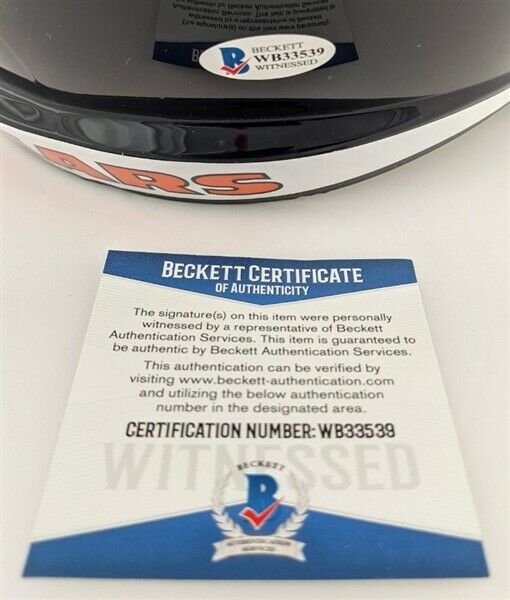 BECKETT
WB33539
WITNESSED
ARS
BECKETT CERTIFICATE
OF AUTHENTICITY
The signature(s) on this item were personally
witnessed by a representative of Beckett
Authentication Services. This item is guaranteed to
be authentic by Beckett Authentication Services.
This authentication can be verified by
visiting www.beckett-authentication.com
and utilizing the below authentication
number in the designated area.
CERTIFICATION NUMBER: WB33539
WITNESSED
BECKETT
B